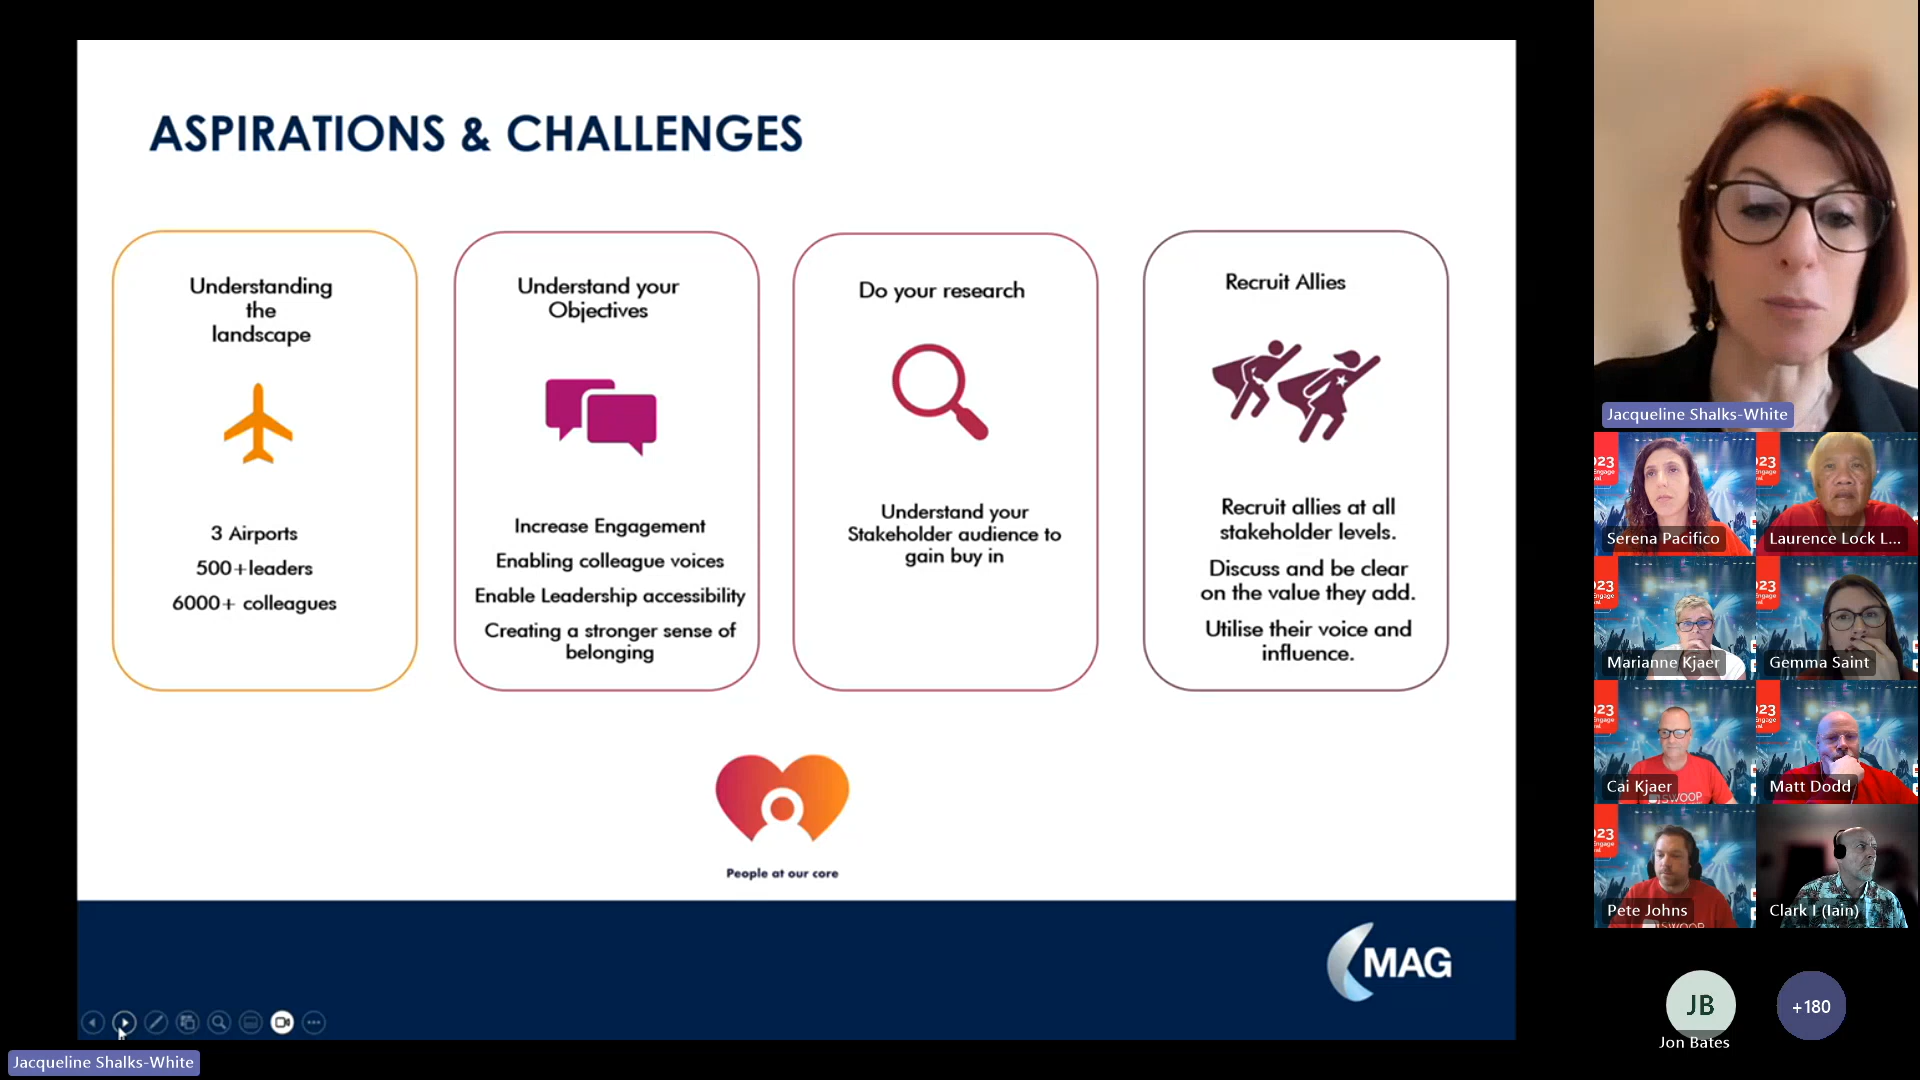 ASPIRATIONS & CHALLENGES
Understanding
the
landscape
3 Airports
500+leaders
6000+ colleagues
Understand your
Objectives
Increase Engagement
Enabling colleague voices
Enable Leadership accessibility
Creating a stronger sense of
belonging
Do your research
Understand your
Stakeholder audience to
gain buy in
Recruit Allies
Recruit allies at all
stakeholder levels.
Discuss and be clear
on the value they add.
Utilise their voice and
influence.
People at our core
MAG
Jacqueline Shalks-White
Jacqueline Shalks-White
Serena Pacifico
Laurence Lock L...
Marianne Kjaer
Gemma Saint
Cai Kjaer
Matt Dodd
Pete Johns
Clark I (Iain)
JB
Jon Bates
+180